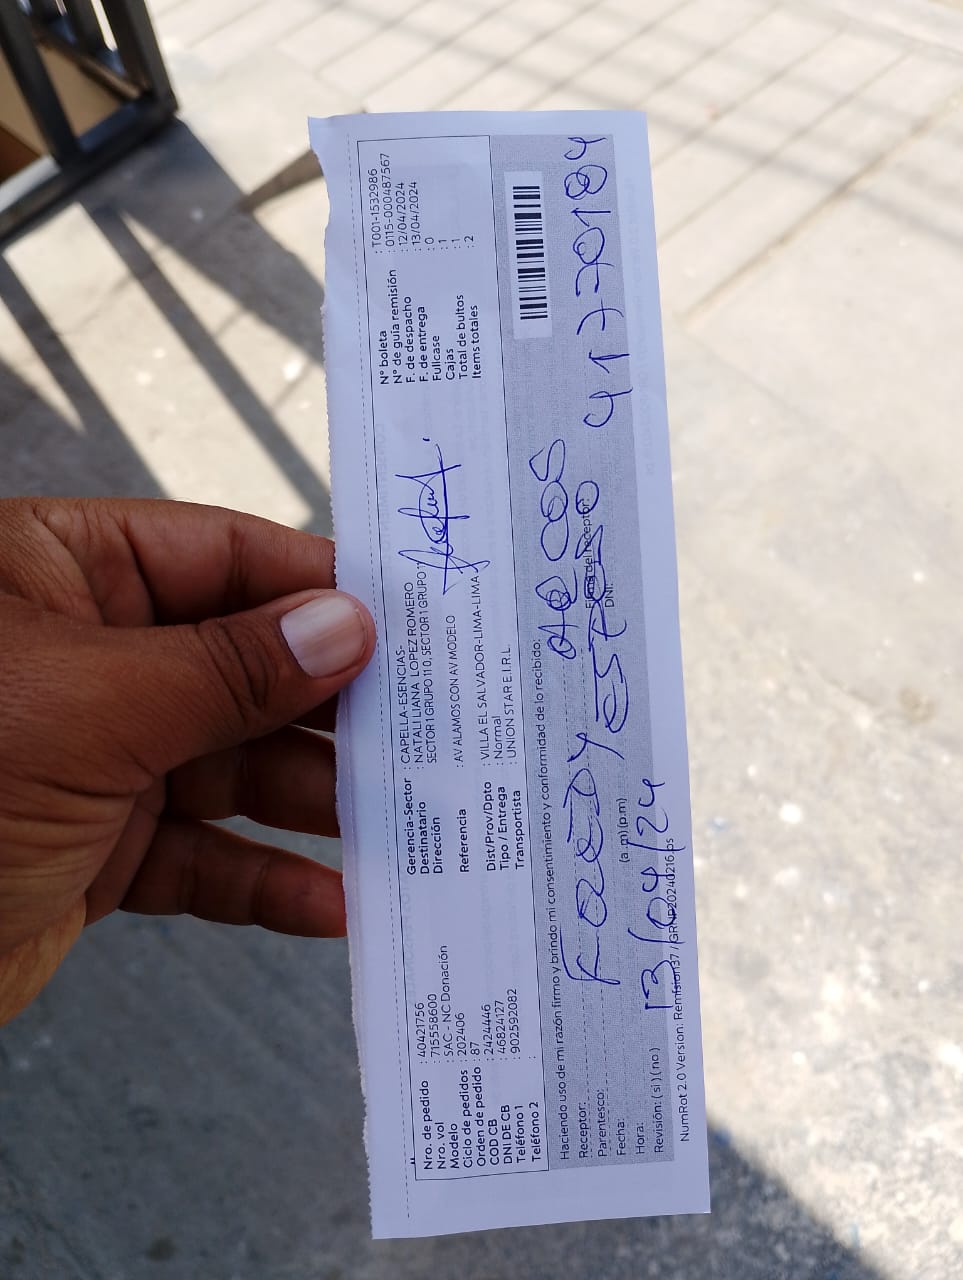 Nro. de pedido : 40421756
Nro. vol : 715558600
Modelo : SAC - NC Donación
Ciclo de pedidos : 202406
Orden de pedido : 87
COD CB : 2424446
DNI DE CB : 46824127
Teléfono 1 : 902592082
Teléfono 2 :
Gerencia-Sector : CAPELLA-ESENCIAS-
Destinatario : NATALI LILIANA LOPEZ ROMERO
Dirección : SECTOR 1 GRUPO 11 0, SECTOR 1 GRUPO 11
Referencia : AV ALAMOS CON AV MODELO
Dist/Prov/Dpto : VILLA EL SALVADOR-LIMA-LIMA
Tipo / Entrega : Normal
Transportista : UNION STAR E.I.R.L.
N° boleta : T001-1532986
N° de guía remisión : 0115-000487567
F. de despacho : 12/04/2024
F. de entrega : 13/04/2024
Fullcase : 0
Cajas : 1
Total de bultos : 1
Items totales : 2
Haciendo uso de mi razón firmo y brindo mi consentimiento y conformidad de lo recibido:
Receptor:
Parentesco:
Fecha: (a.m) (p.m)
Hora: 13/04/24
Revisión: ( si ) ( no )
Firma del receptor:
DNI:
41770184
NumRot 2.0 Version: Remision37 / GRNP20240216.ps